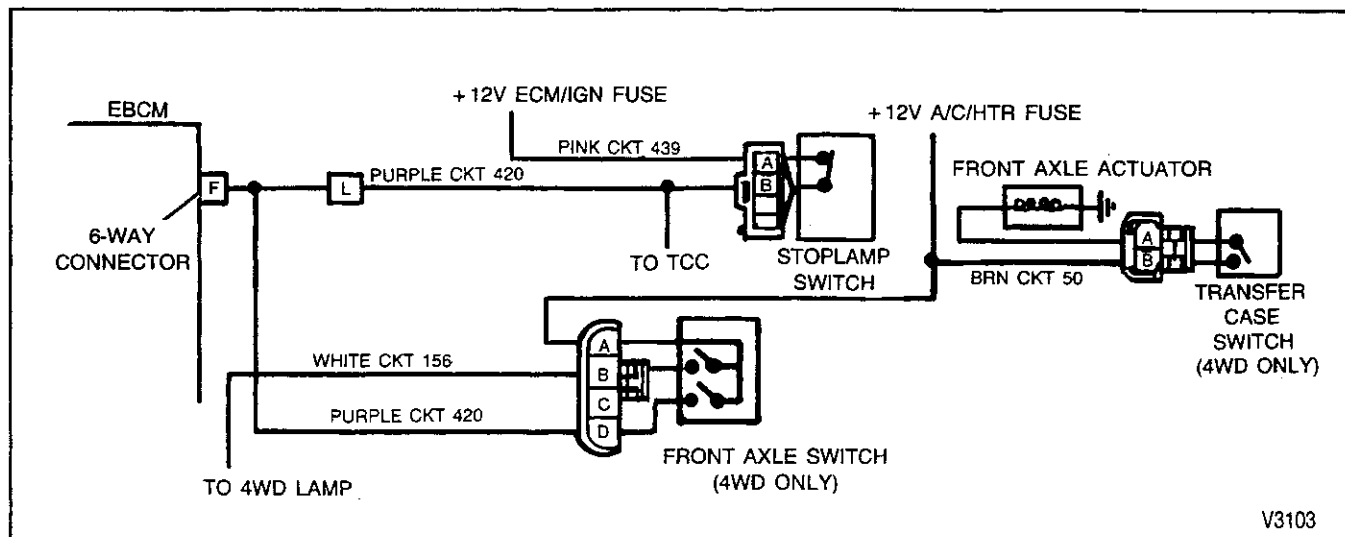 EBCM
+12V ECM/IGN FUSE
+12V A/C/HTR FUSE
PINK CKT 439
A
B
FRONT AXLE ACTUATOR
F
L
PURPLE CKT 420
6-WAY
CONNECTOR
TO TCC
STOPLAMP
SWITCH
A
B
BRN CKT 50
TRANSFER
CASE
SWITCH
(4WD ONLY)
A
B
C
D
WHITE CKT 156
PURPLE CKT 420
TO 4WD LAMP
FRONT AXLE SWITCH
(4WD ONLY)
V3103